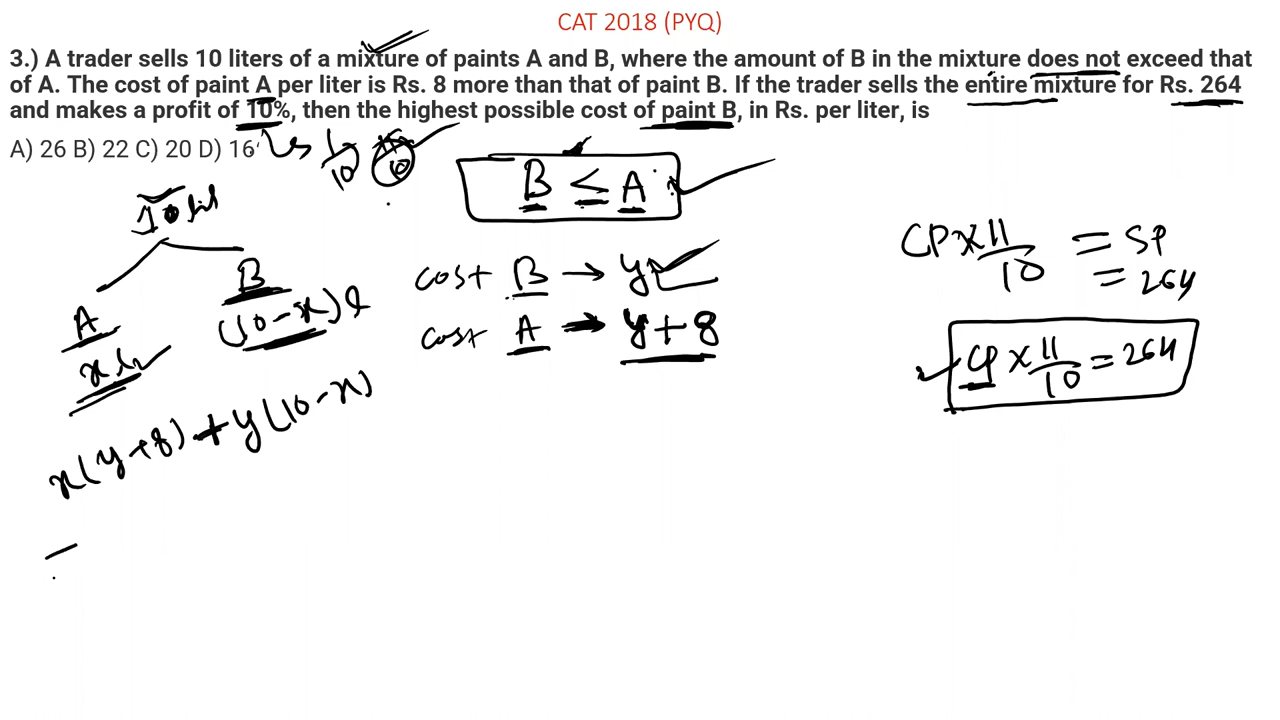 CAT 2018 (PYQ)
3.) A trader sells 10 liters of a mixture of paints A and B, where the amount of B in the mixture does not exceed that
of A. The cost of paint A per liter is Rs. 8 more than that of paint B. If the trader sells the entire mixture for Rs. 264
and makes a profit of 10%, then the highest possible cost of paint B, in Rs. per liter, is
A) 26 B) 22 C) 20 D) 16
1/10
B ≤ A
10 lit
A
B
(10-x) l
cost B → y
cost A → y+8
CP x 11/10 = SP
= 264
CP x 11/10 = 264
x(y+8) + y(10-x)